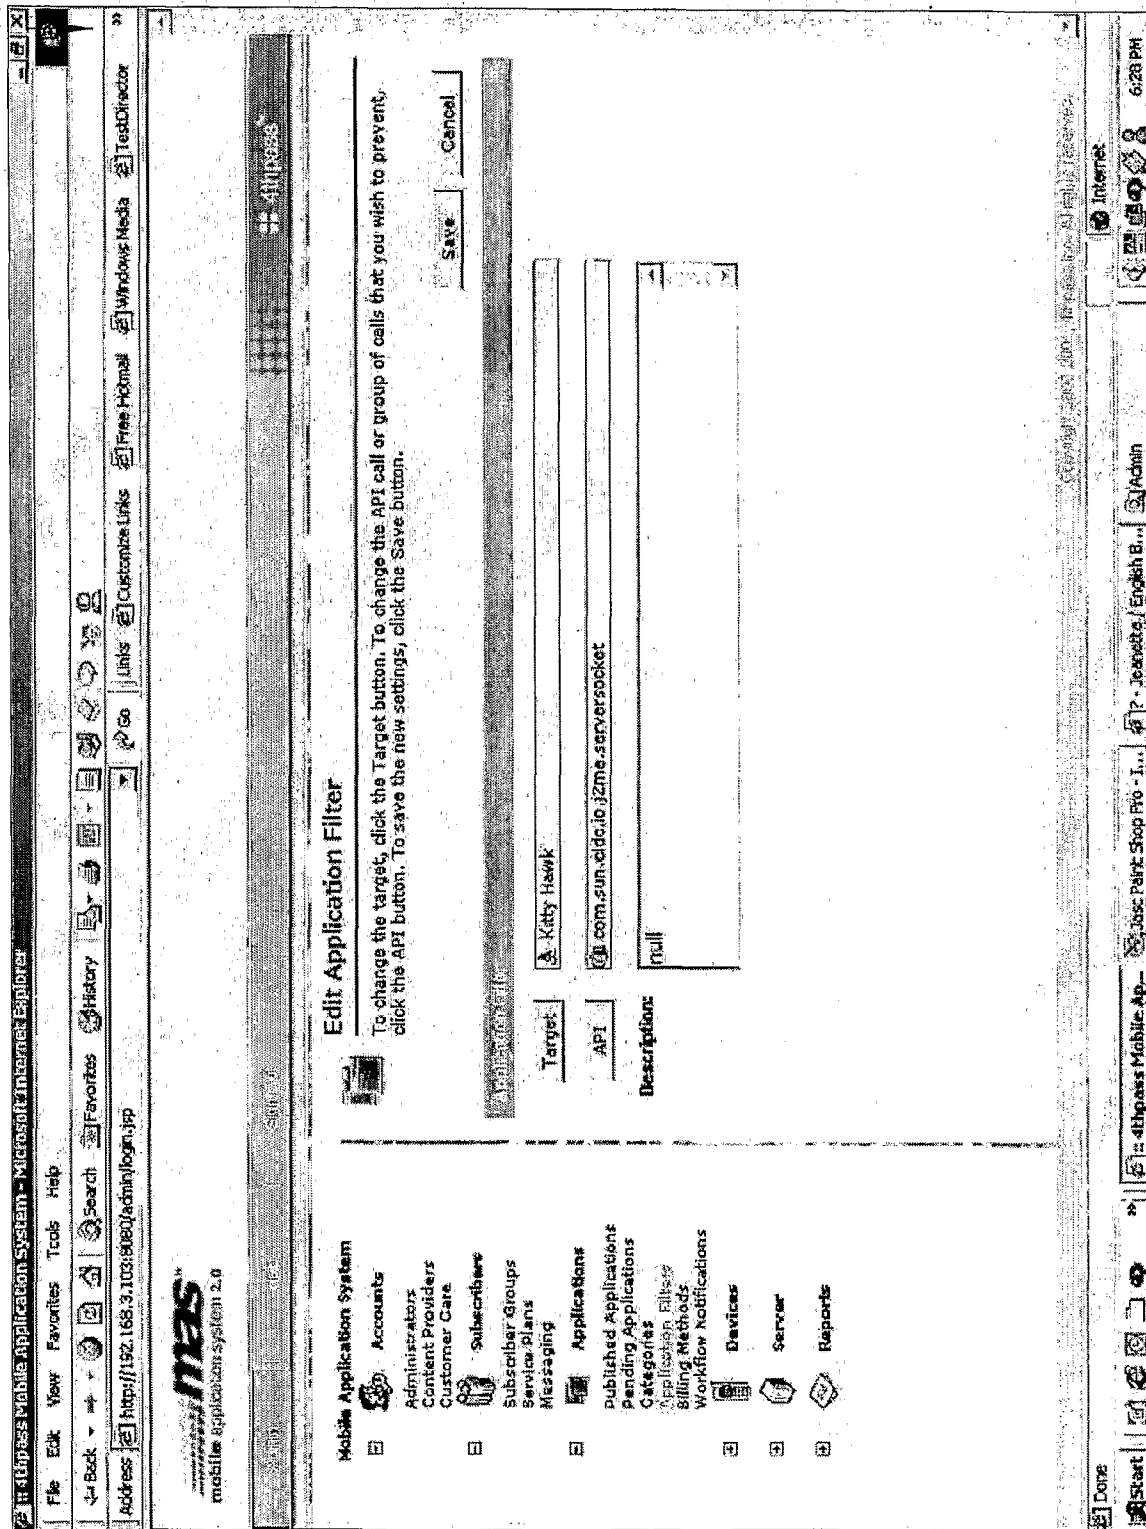 :: 4thpass Mobile Application System - Microsoft Internet Explorer
File Edit View Favorites Tools Help
Back Search Favorites History
Address http://192.168.3.103:8080/admin/login.jsp Go Links Customize Links Free Hotmail Windows Media TestDirector
mas
mobile application system 2.0
4thpass
Mobile Application System
Accounts
Administrators
Content Providers
Customer Care
Subscribers
Subscriber Groups
Service Plans
Messaging
Applications
Published Applications
Pending Applications
Categories
Application Filters
Billing Methods
Workflow Notifications
Devices
Server
Reports
Edit Application Filter
To change the target, click the Target button. To change the API call or group of calls that you wish to prevent,
click the API button. To save the new settings, click the Save button.
Save Cancel
Target Kitty Hawk
API com.sun.cldc.io.j2me.serversocket
Description: null
Done Internet
Start :: 4thpass Mobile Ap... Jasc Paint Shop Pro - I... ? - Jeanette / English B... Admin 6:28 PM